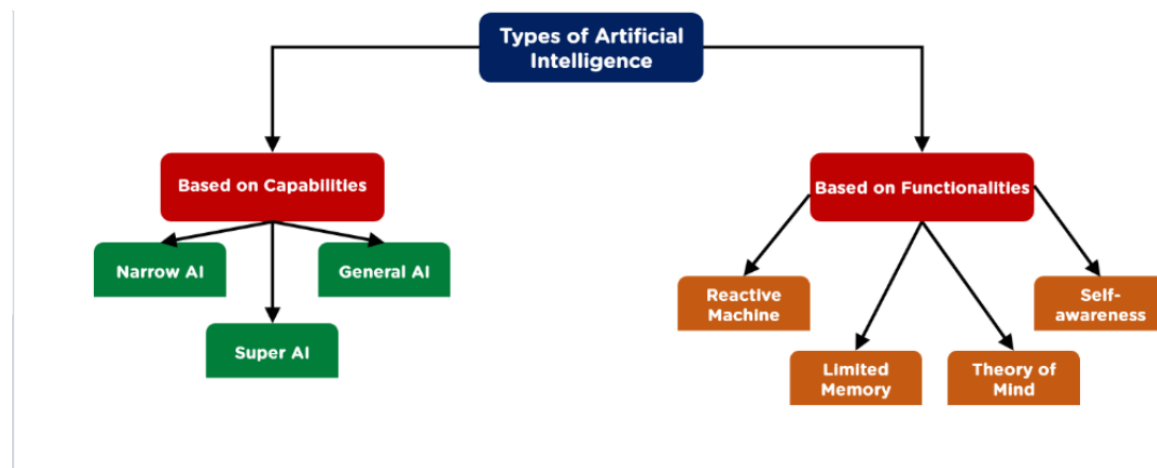 Types of Artificial
Intelligence
Based on Capabilities
Based on Functionalities
Narrow AI
General AI
Super AI
Reactive
Machine
Self-
awareness
Limited
Memory
Theory of
Mind